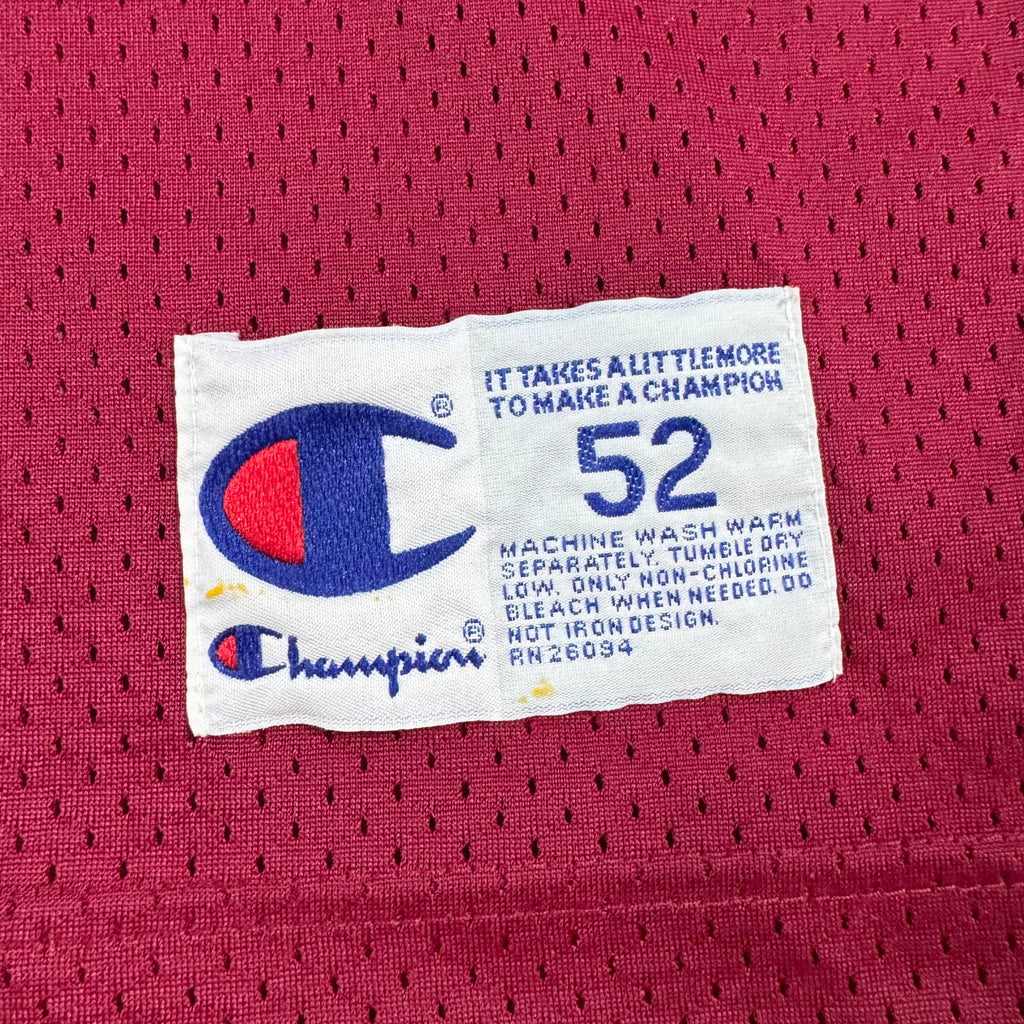 ®
Champion®
IT TAKES A LITTLE MORE
TO MAKE A CHAMPION
52
MACHINE WASH WARM
SEPARATELY. TUMBLE DRY
LOW. ONLY NON-CHLORINE
BLEACH WHEN NEEDED. DO
NOT IRON DESIGN.
RN 26094